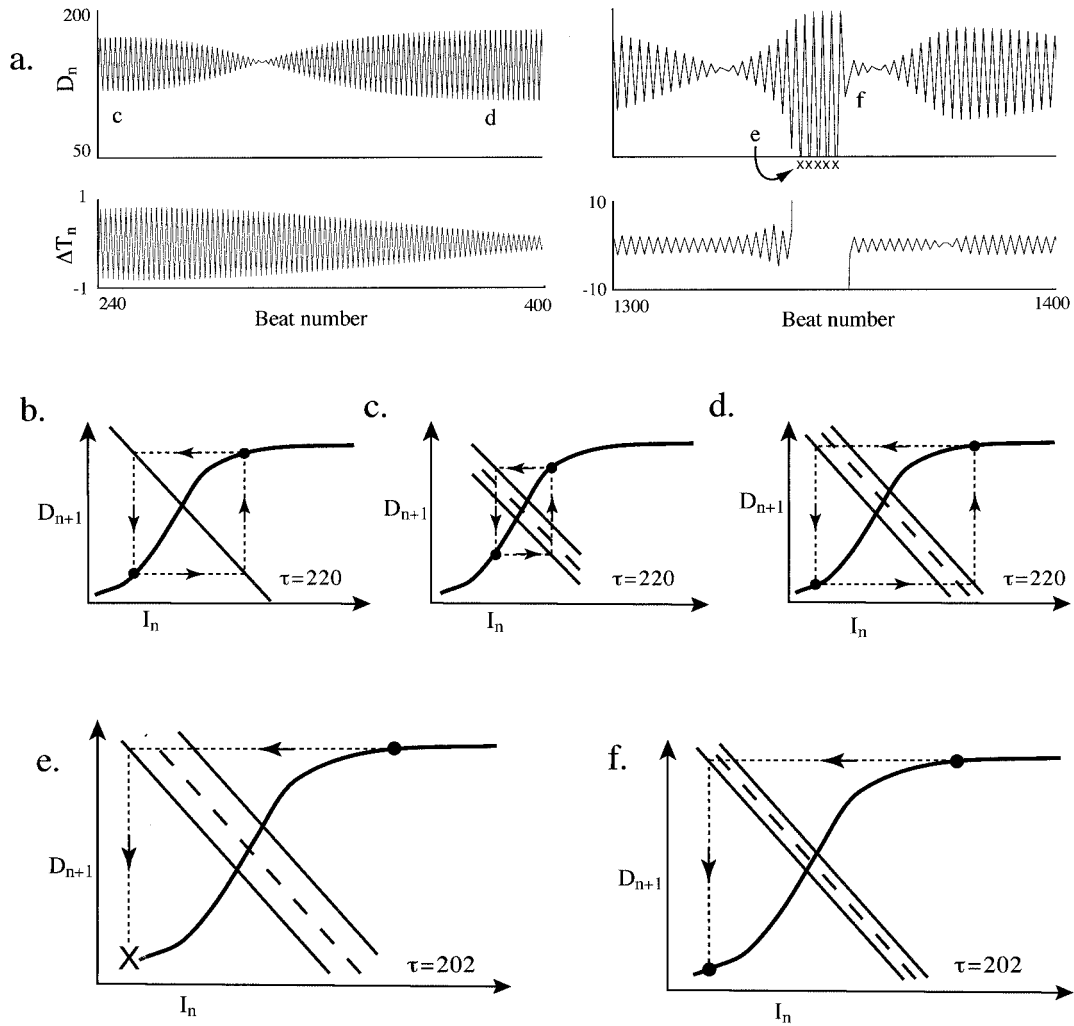 a.
200
Dn
50
c
d
e
f
xxxxx
1
ΔTn
-1
240
400
Beat number
10
-10
1300
1400
Beat number
b.
Dn+1
In
τ=220
c.
Dn+1
In
τ=220
d.
Dn+1
In
τ=220
e.
Dn+1
X
In
τ=202
f.
Dn+1
In
τ=202